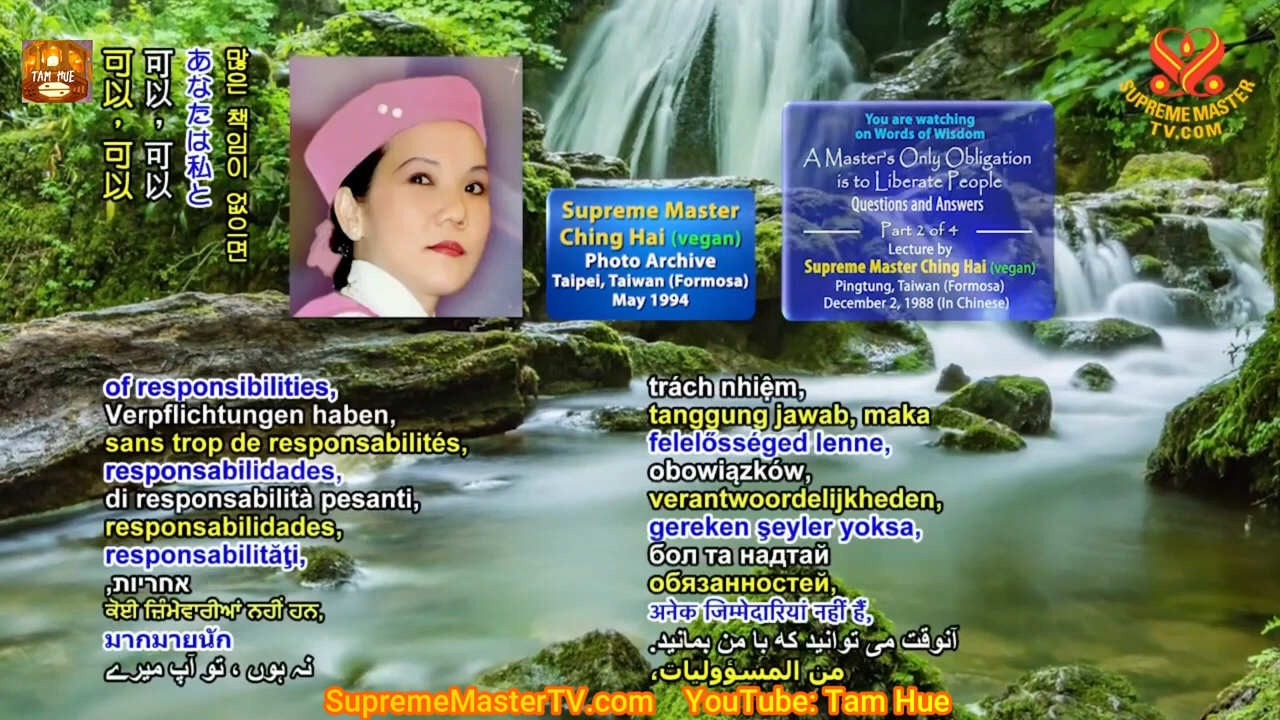 TAM HUE
可以，可以
可以，可以
あなたは私と
많은 책임이 없으면
Supreme Master
Ching Hai (vegan)
Photo Archive
Taipei, Taiwan (Formosa)
May 1994
You are watching
on Words of Wisdom
A Master's Only Obligation
is to Liberate People
Questions and Answers
Part 2 of 4
Lecture by
Supreme Master Ching Hai (vegan)
Pingtung, Taiwan (Formosa)
December 2, 1988 (In Chinese)
SUPREME MASTER
TV.COM
of responsibilities,
Verpflichtungen haben,
sans trop de responsabilités,
responsabilidades,
di responsabilità pesanti,
responsabilidades,
responsabilităţi,
אחריות,
ਕੋਈ ਜ਼ਿੰਮੇਵਾਰੀਆਂ ਨਹੀਂ ਹਨ,
มากมายนัก
نہ ہوں ، تو آپ میرے
trách nhiệm,
tanggung jawab, maka
felelősséged lenne,
obowiązków,
verantwoordelijkheden,
gereken şeyler yoksa,
бол та надтай
обязанностей,
अनेक जिम्मेदारियां नहीं हैं,
آنوقت می توانید که با من بمانید.
من المسؤوليات،
SupremeMasterTV.com YouTube: Tam Hue